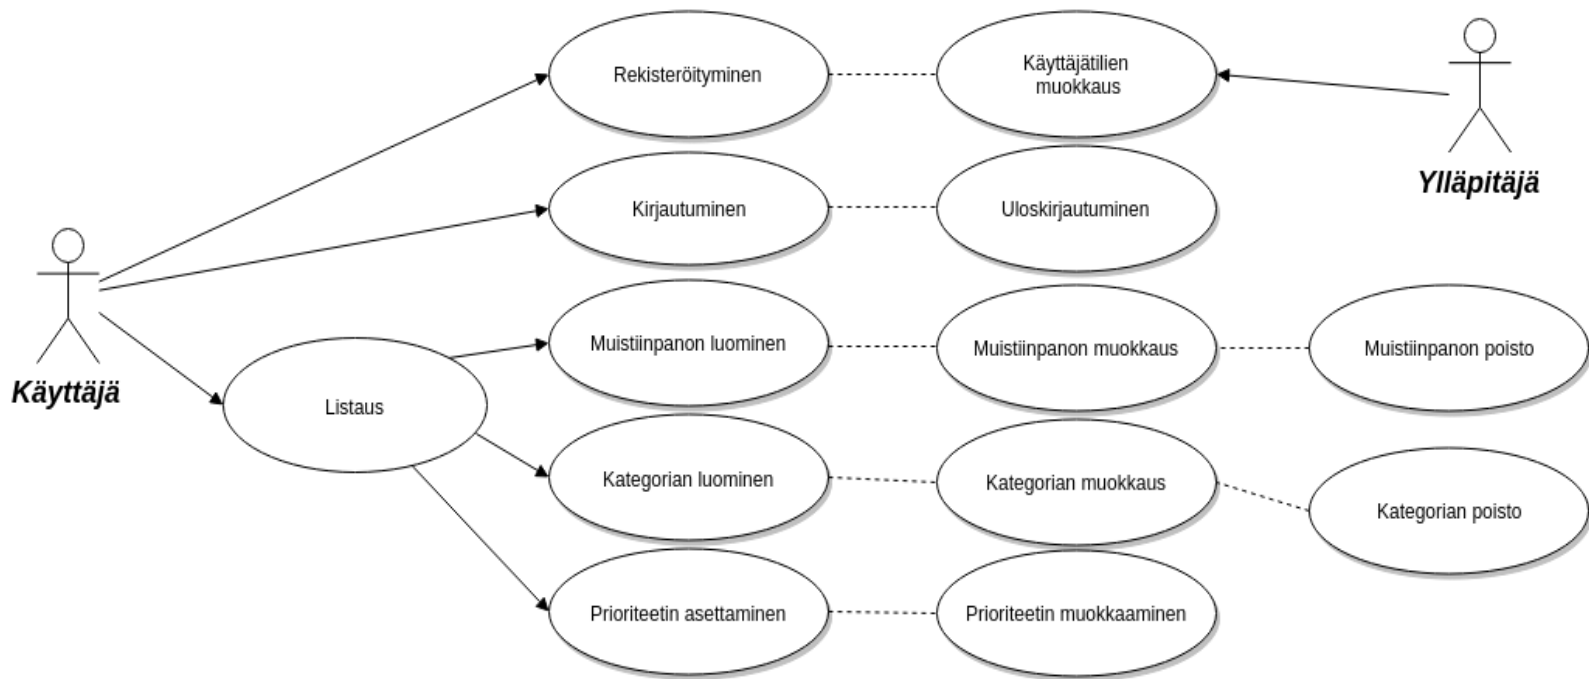 Rekisteröityminen
Käyttäjätilien
muokkaus
Ylläpitäjä
Kirjautuminen
Uloskirjautuminen
Käyttäjä
Listaus
Muistiinpanon luominen
Muistiinpanon muokkaus
Muistiinpanon poisto
Kategorian luominen
Kategorian muokkaus
Kategorian poisto
Prioriteetin asettaminen
Prioriteetin muokkaaminen